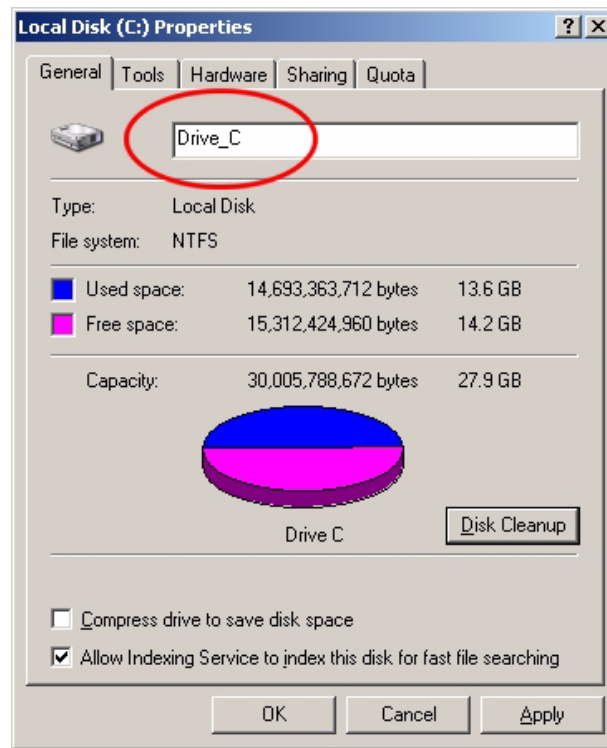 Local Disk (C:) Properties
General Tools Hardware Sharing Quota
Drive_C
Type: Local Disk
File system: NTFS
Used space: 14,693,363,712 bytes 13.6 GB
Free space: 15,312,424,960 bytes 14.2 GB
Capacity: 30,005,788,672 bytes 27.9 GB
Drive C
Disk Cleanup
Compress drive to save disk space
Allow Indexing Service to index this disk for fast file searching
OK Cancel Apply